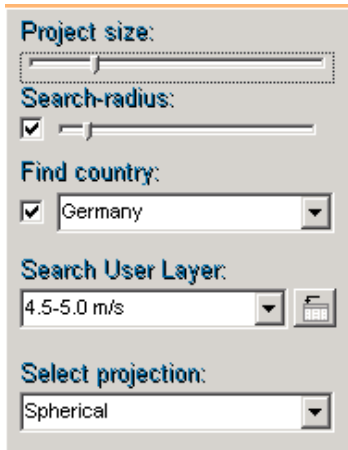 Project size:
Search-radius:
Find country:
Germany
Search User Layer:
4.5-5.0 m/s
Select projection:
Spherical